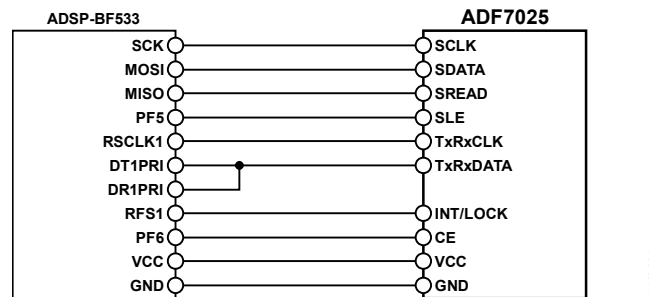 ADSP-BF533 ADF7025
SCK SCLK
MOSI SDATA
MISO SREAD
PF5 SLE
RSCLK1 TxRxCLK
DT1PRI TxRxDATA
DR1PRI
RFS1 INT/LOCK
PF6 CE
VCC VCC
GND GND